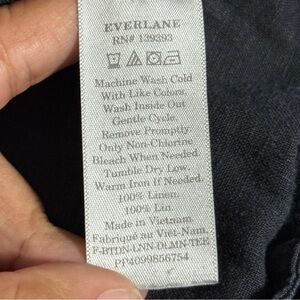 EVERLANE
RN# 139393
Machine Wash Cold
With Like Colors.
Wash Inside Out
Gentle Cycle.
Remove Promptly.
Only Non-Chlorine
Bleach When Needed
Tumble Dry Low.
Warm Iron if Needed.
100% Linen.
100% Lin.
Made in Vietnam.
Fabriqué au Viet-Nam.
F-BTDN-LNN-DLMN-TEE
PP4099856754